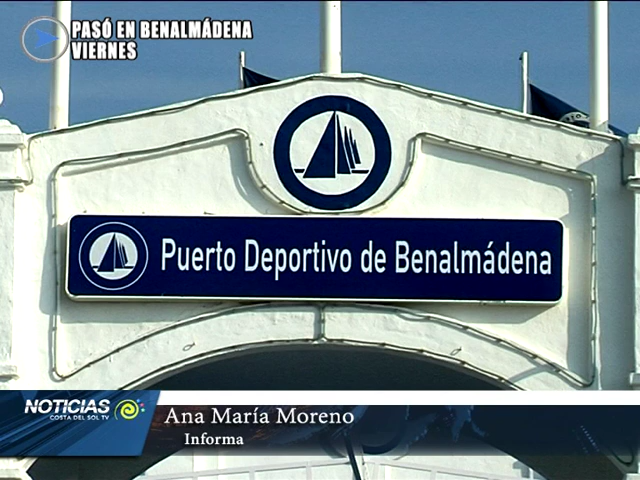 PASÓ EN BENALMÁDENA
VIERNES
Puerto Deportivo de Benalmádena
NOTICIAS
COSTA DEL SOL TV
Ana María Moreno
Informa